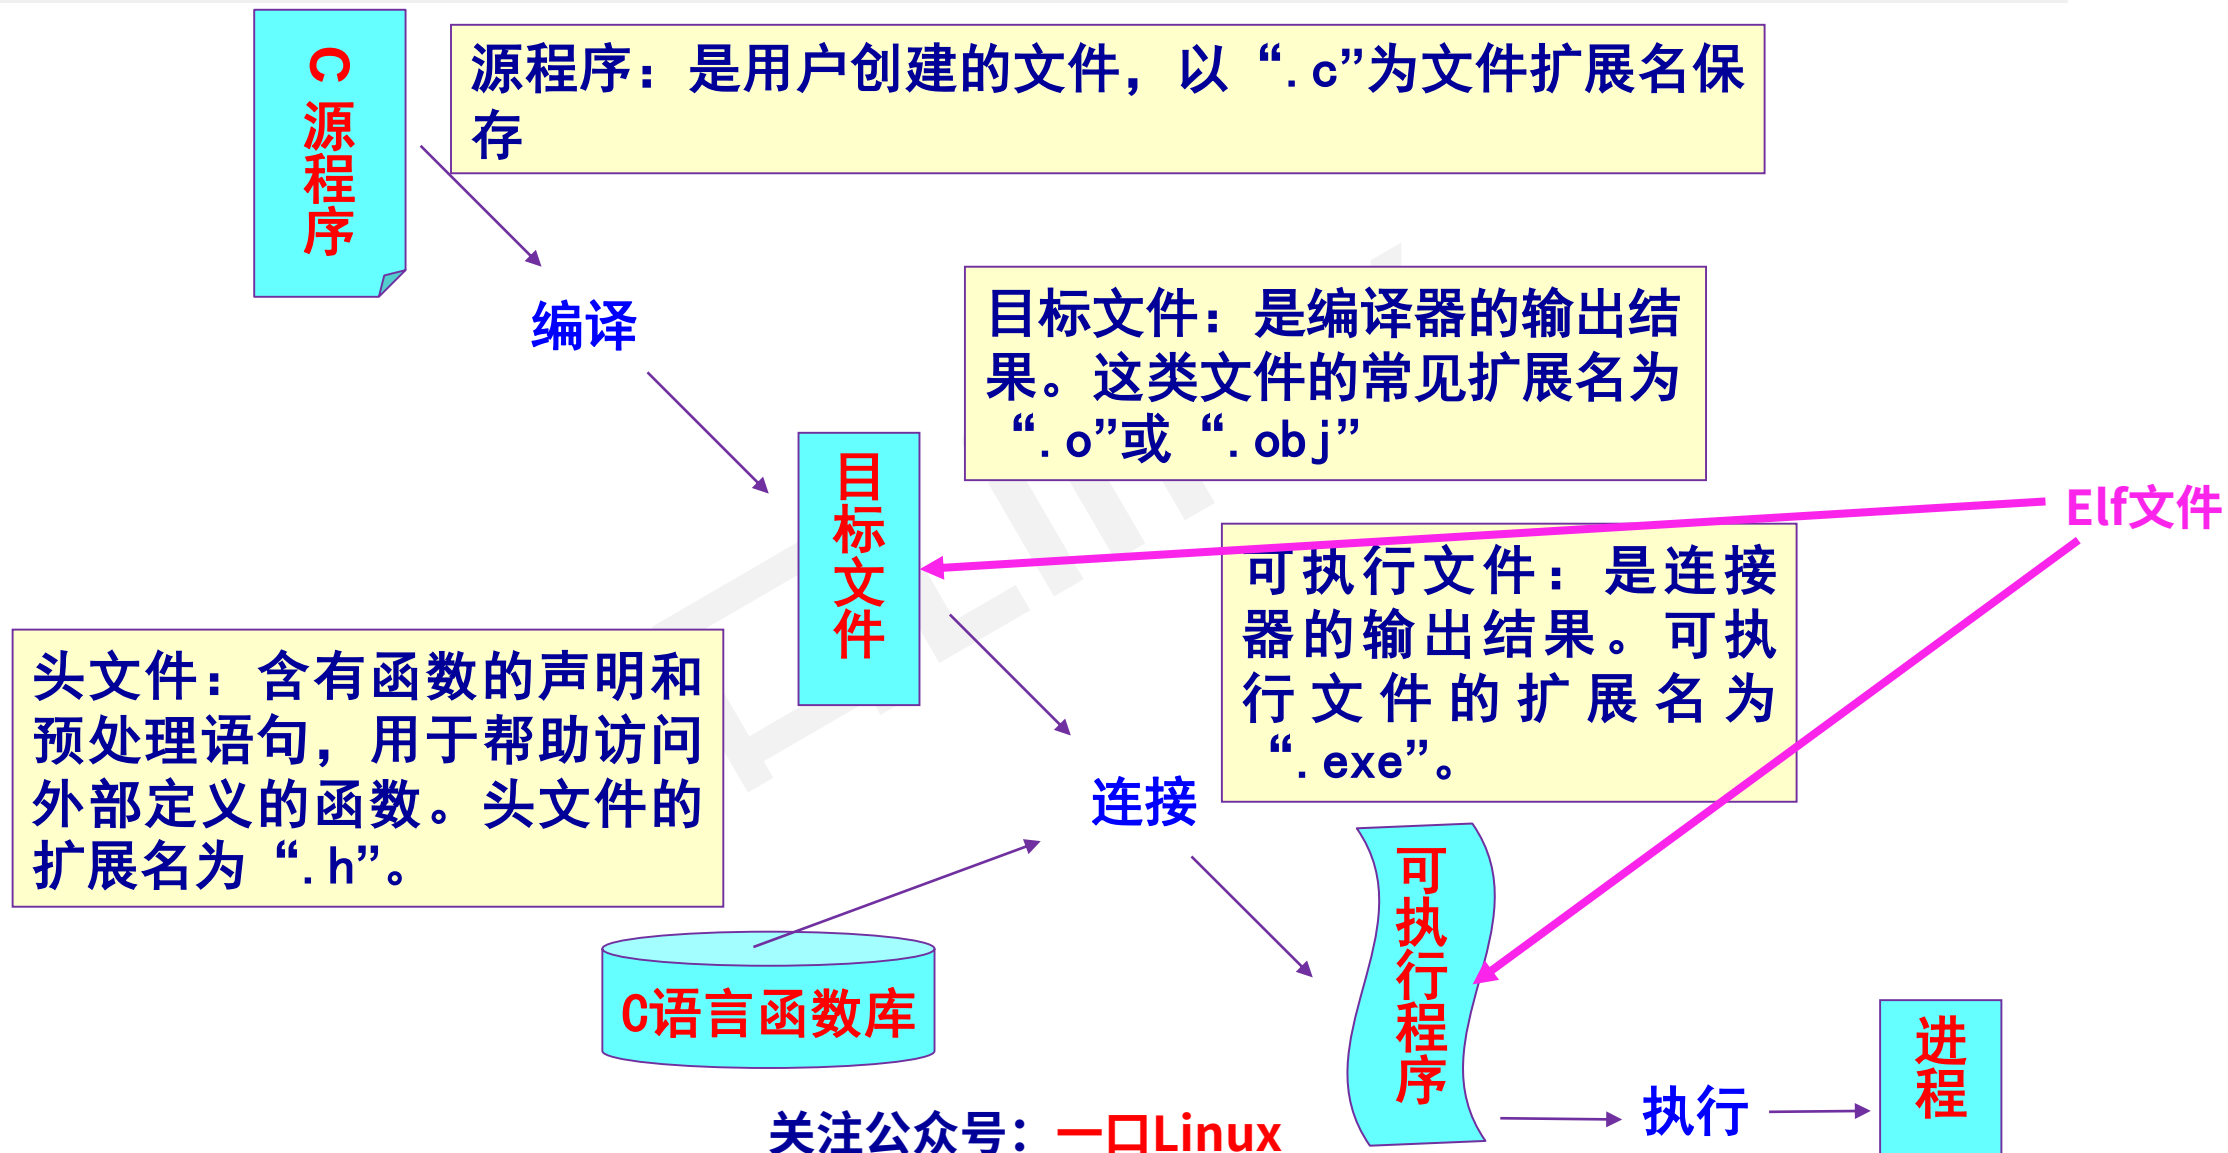 C源程序
源程序：是用户创建的文件，以“.c”为文件扩展名保
存
编译
目标文件：是编译器的输出结
果。这类文件的常见扩展名为
“.o”或“.obj”
目标文件
Elf文件
可执行文件：是连接
器的输出结果。可执
行文件的扩展名为
“.exe”。
头文件：含有函数的声明和
预处理语句，用于帮助访问
外部定义的函数。头文件的
扩展名为“.h”。
连接
可执行程序
C语言函数库
进程
执行
关注公众号：一口Linux